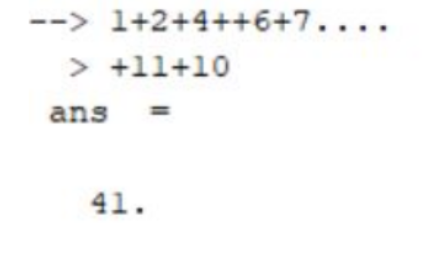 --> 1+2+4++6+7....
> +11+10
ans =
41.